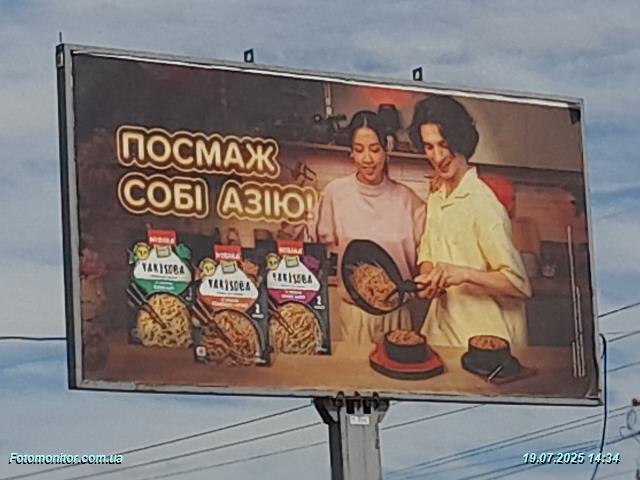 ПОСМАЖ
СОБІ АЗІЮ!
YAKISOBA
YAKISOBA
YAKISOBA
Fotomonitor.com.ua
19.07.2025 14:34